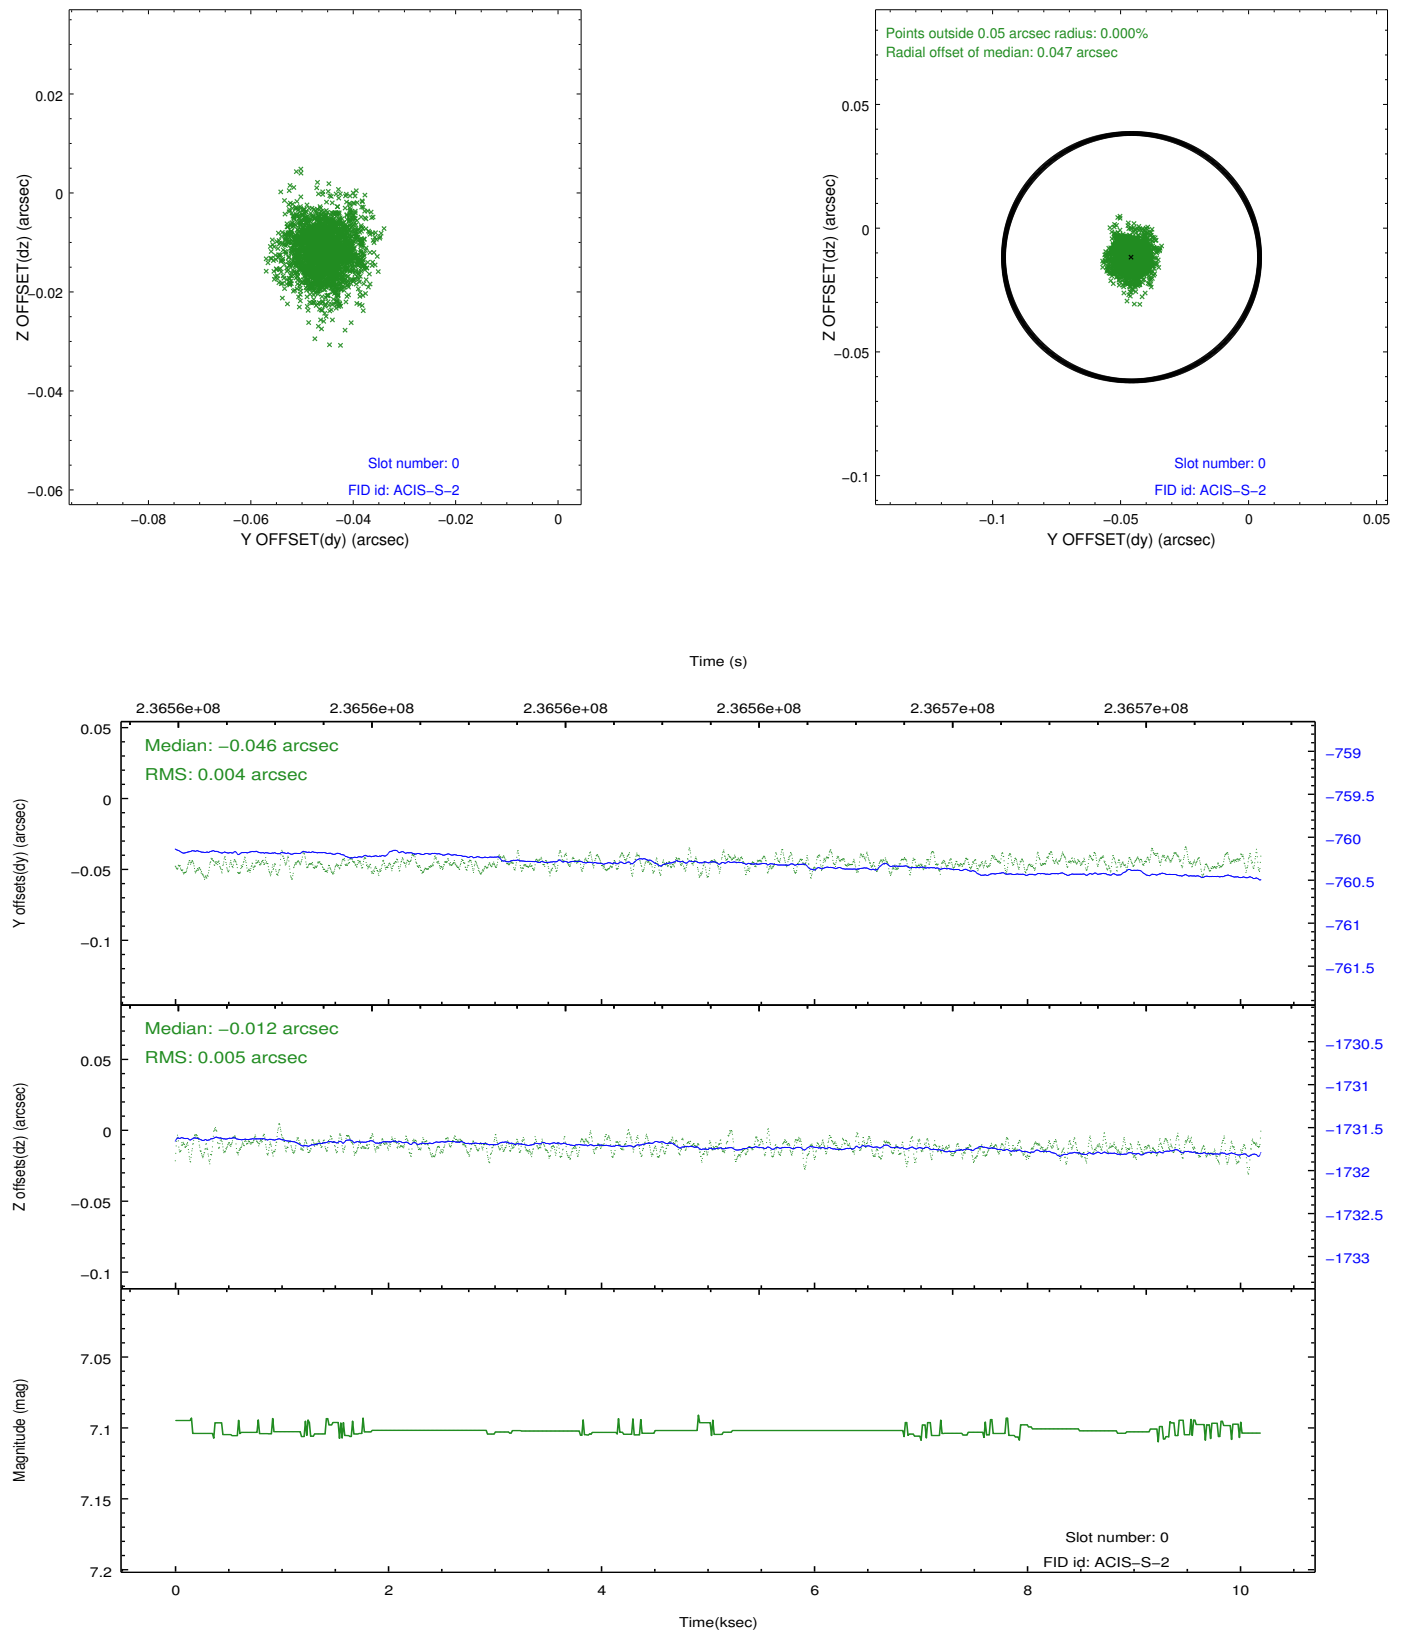 0.02
0
−0.02
−0.04
−0.06
Z OFFSET(dz) (arcsec)
Slot number: 0
FID id: ACIS−S−2
−0.08
−0.06
−0.04
−0.02
0
Y OFFSET(dy) (arcsec)
Points outside 0.05 arcsec radius: 0.000%
Radial offset of median: 0.047 arcsec
0.05
0
−0.05
−0.1
Z OFFSET(dz) (arcsec)
Slot number: 0
FID id: ACIS−S−2
−0.1
−0.05
0
0.05
Y OFFSET(dy) (arcsec)
Time (s)
2.3656e+08
2.3656e+08
2.3656e+08
2.3656e+08
2.3657e+08
2.3657e+08
Median: −0.046 arcsec
RMS: 0.004 arcsec
0.05
0
−0.05
−0.1
Y offsets(dy) (arcsec)
−759
−759.5
−760
−760.5
−761
−761.5
Median: −0.012 arcsec
RMS: 0.005 arcsec
0.05
0
−0.05
−0.1
Z offsets(dz) (arcsec)
−1730.5
−1731
−1731.5
−1732
−1732.5
−1733
7.05
7.1
7.15
7.2
Magnitude (mag)
Slot number: 0
FID id: ACIS−S−2
0
2
4
6
8
10
Time(ksec)